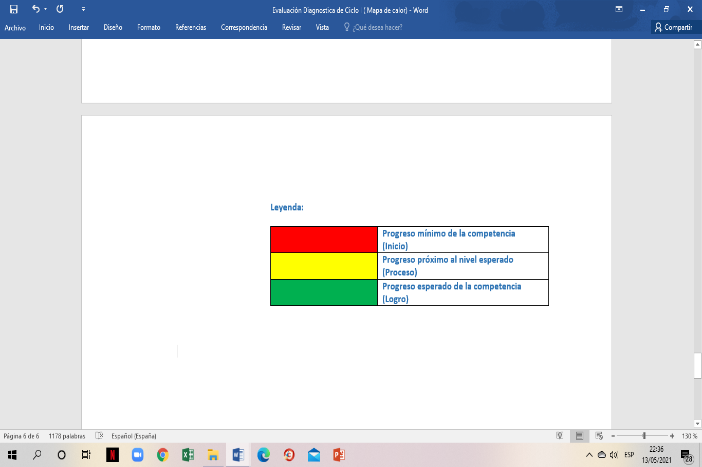 Evaluación Diagnostica de Ciclo I ( Mapa de calor) - Word
Archivo Inicio Insertar Diseño Formato Referencias Correspondencia Revisar Vista ¿Qué desea hacer? Compartir
Leyenda:
Progreso mínimo de la competencia
(Inicio)
Progreso próximo al nivel esperado
(Proceso)
Progreso esperado de la competencia
(Logro)
Página 6 de 6 1178 palabras Español (España) 130 %
22:36
ESP
13/05/2021
28